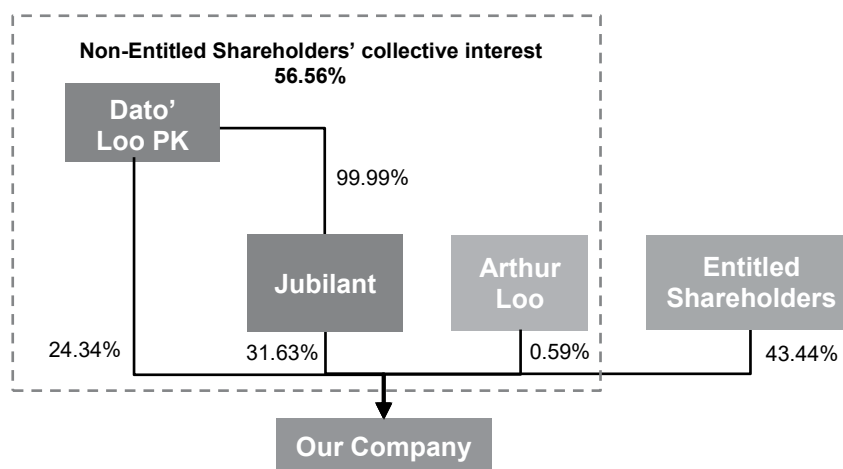 Non-Entitled Shareholders’ collective interest
56.56%
Dato’
Loo PK
99.99%
Jubilant
Arthur
Loo
Entitled
Shareholders
24.34%
31.63%
0.59%
43.44%
Our Company